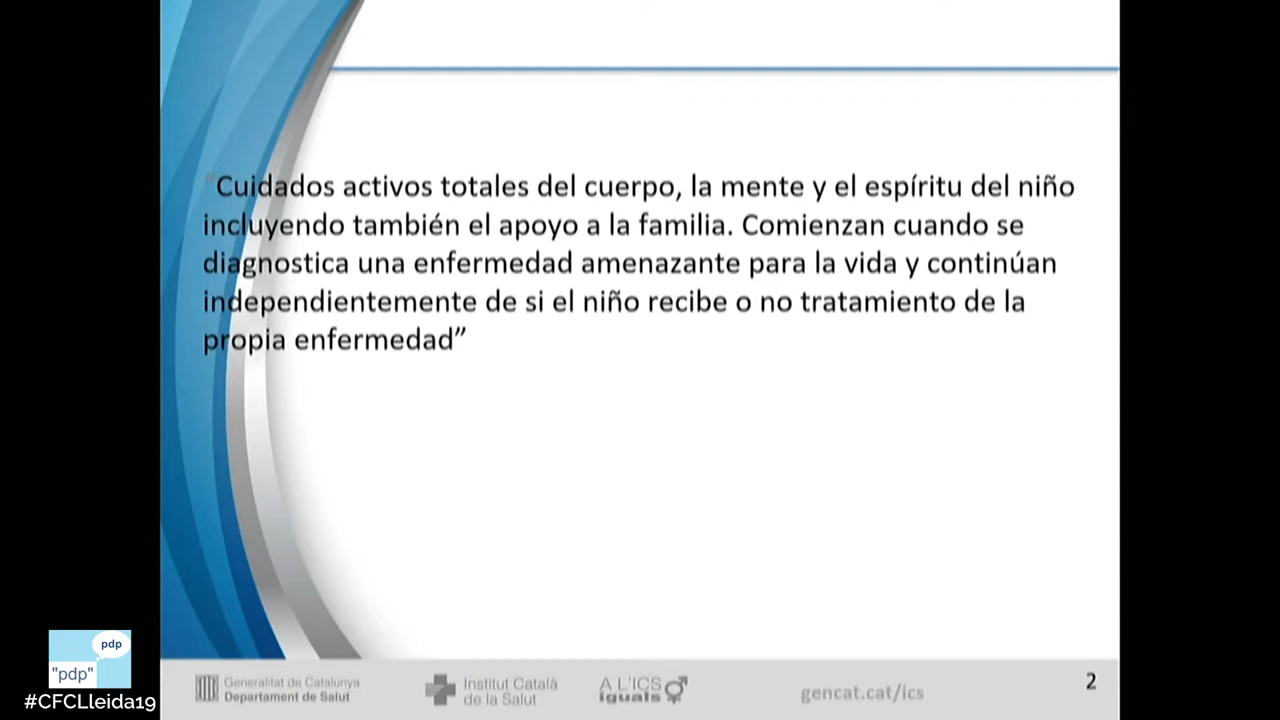 "Cuidados activos totales del cuerpo, la mente y el espíritu del niño
incluyendo también el apoyo a la familia. Comienzan cuando se
diagnostica una enfermedad amenazante para la vida y continúan
independientemente de si el niño recibe o no tratamiento de la
propia enfermedad”
pdp
"pdp"
#CFCLleida19
Generalitat de Catalunya
Departament de Salut
Institut Català
de la Salut
A L'ICS
iguals
gencat.cat/ics
2